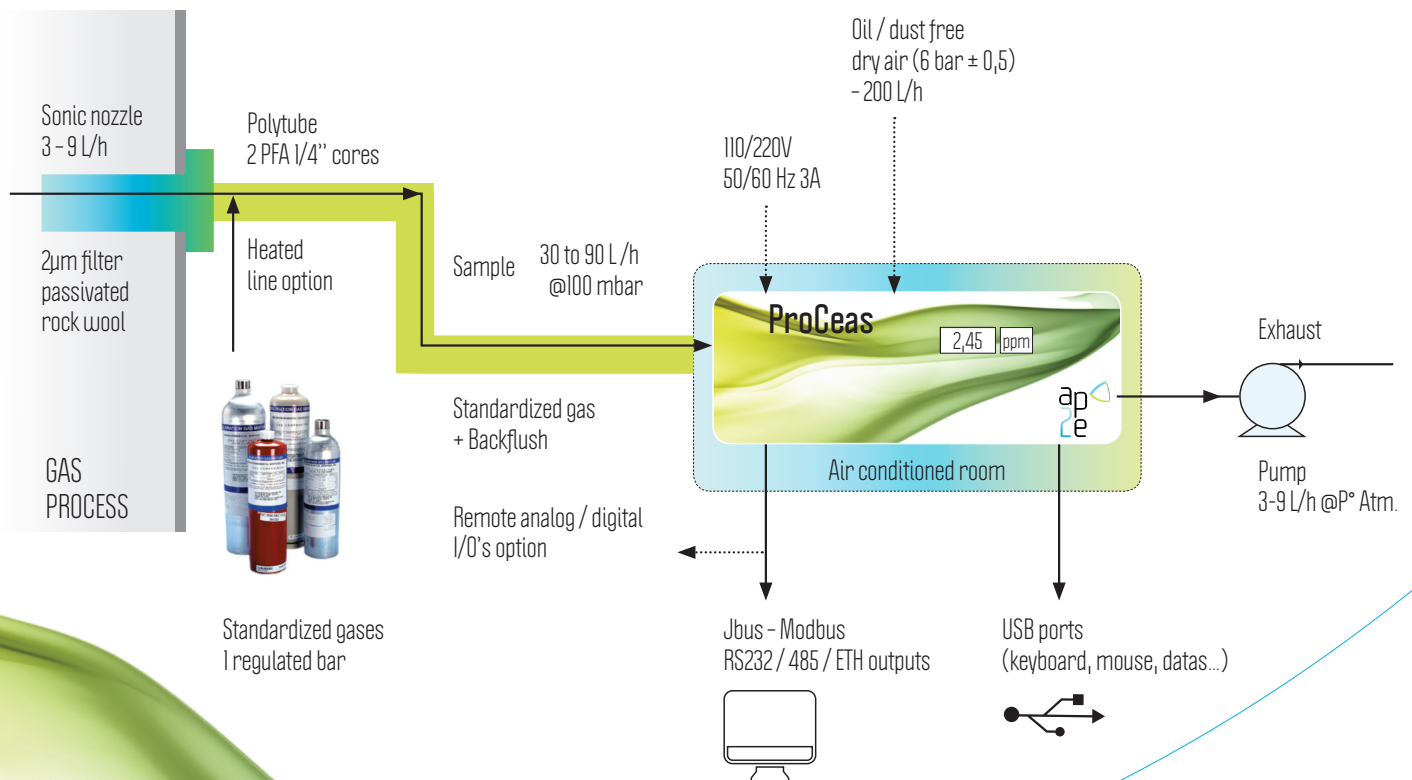 Oil / dust free
dry air (6 bar ± 0,5)
- 200 L/h
Sonic nozzle
3 - 9 L/h
Polytube
2 PFA 1/4'' cores
110/220V
50/60 Hz 3A
2µm filter
passivated
rock wool
Heated
line option
Sample
30 to 90 L /h
@100 mbar
ProCeas
2,45
ppm
ap2e
Air conditioned room
Exhaust
Pump
3-9 L/h @P° Atm.
Standardized gas
+ Backflush
GAS
PROCESS
Remote analog / digital
I/O's option
Standardized gases
1 regulated bar
Jbus - Modbus
RS232 / 485 / ETH outputs
USB ports
(keyboard, mouse, datas...)